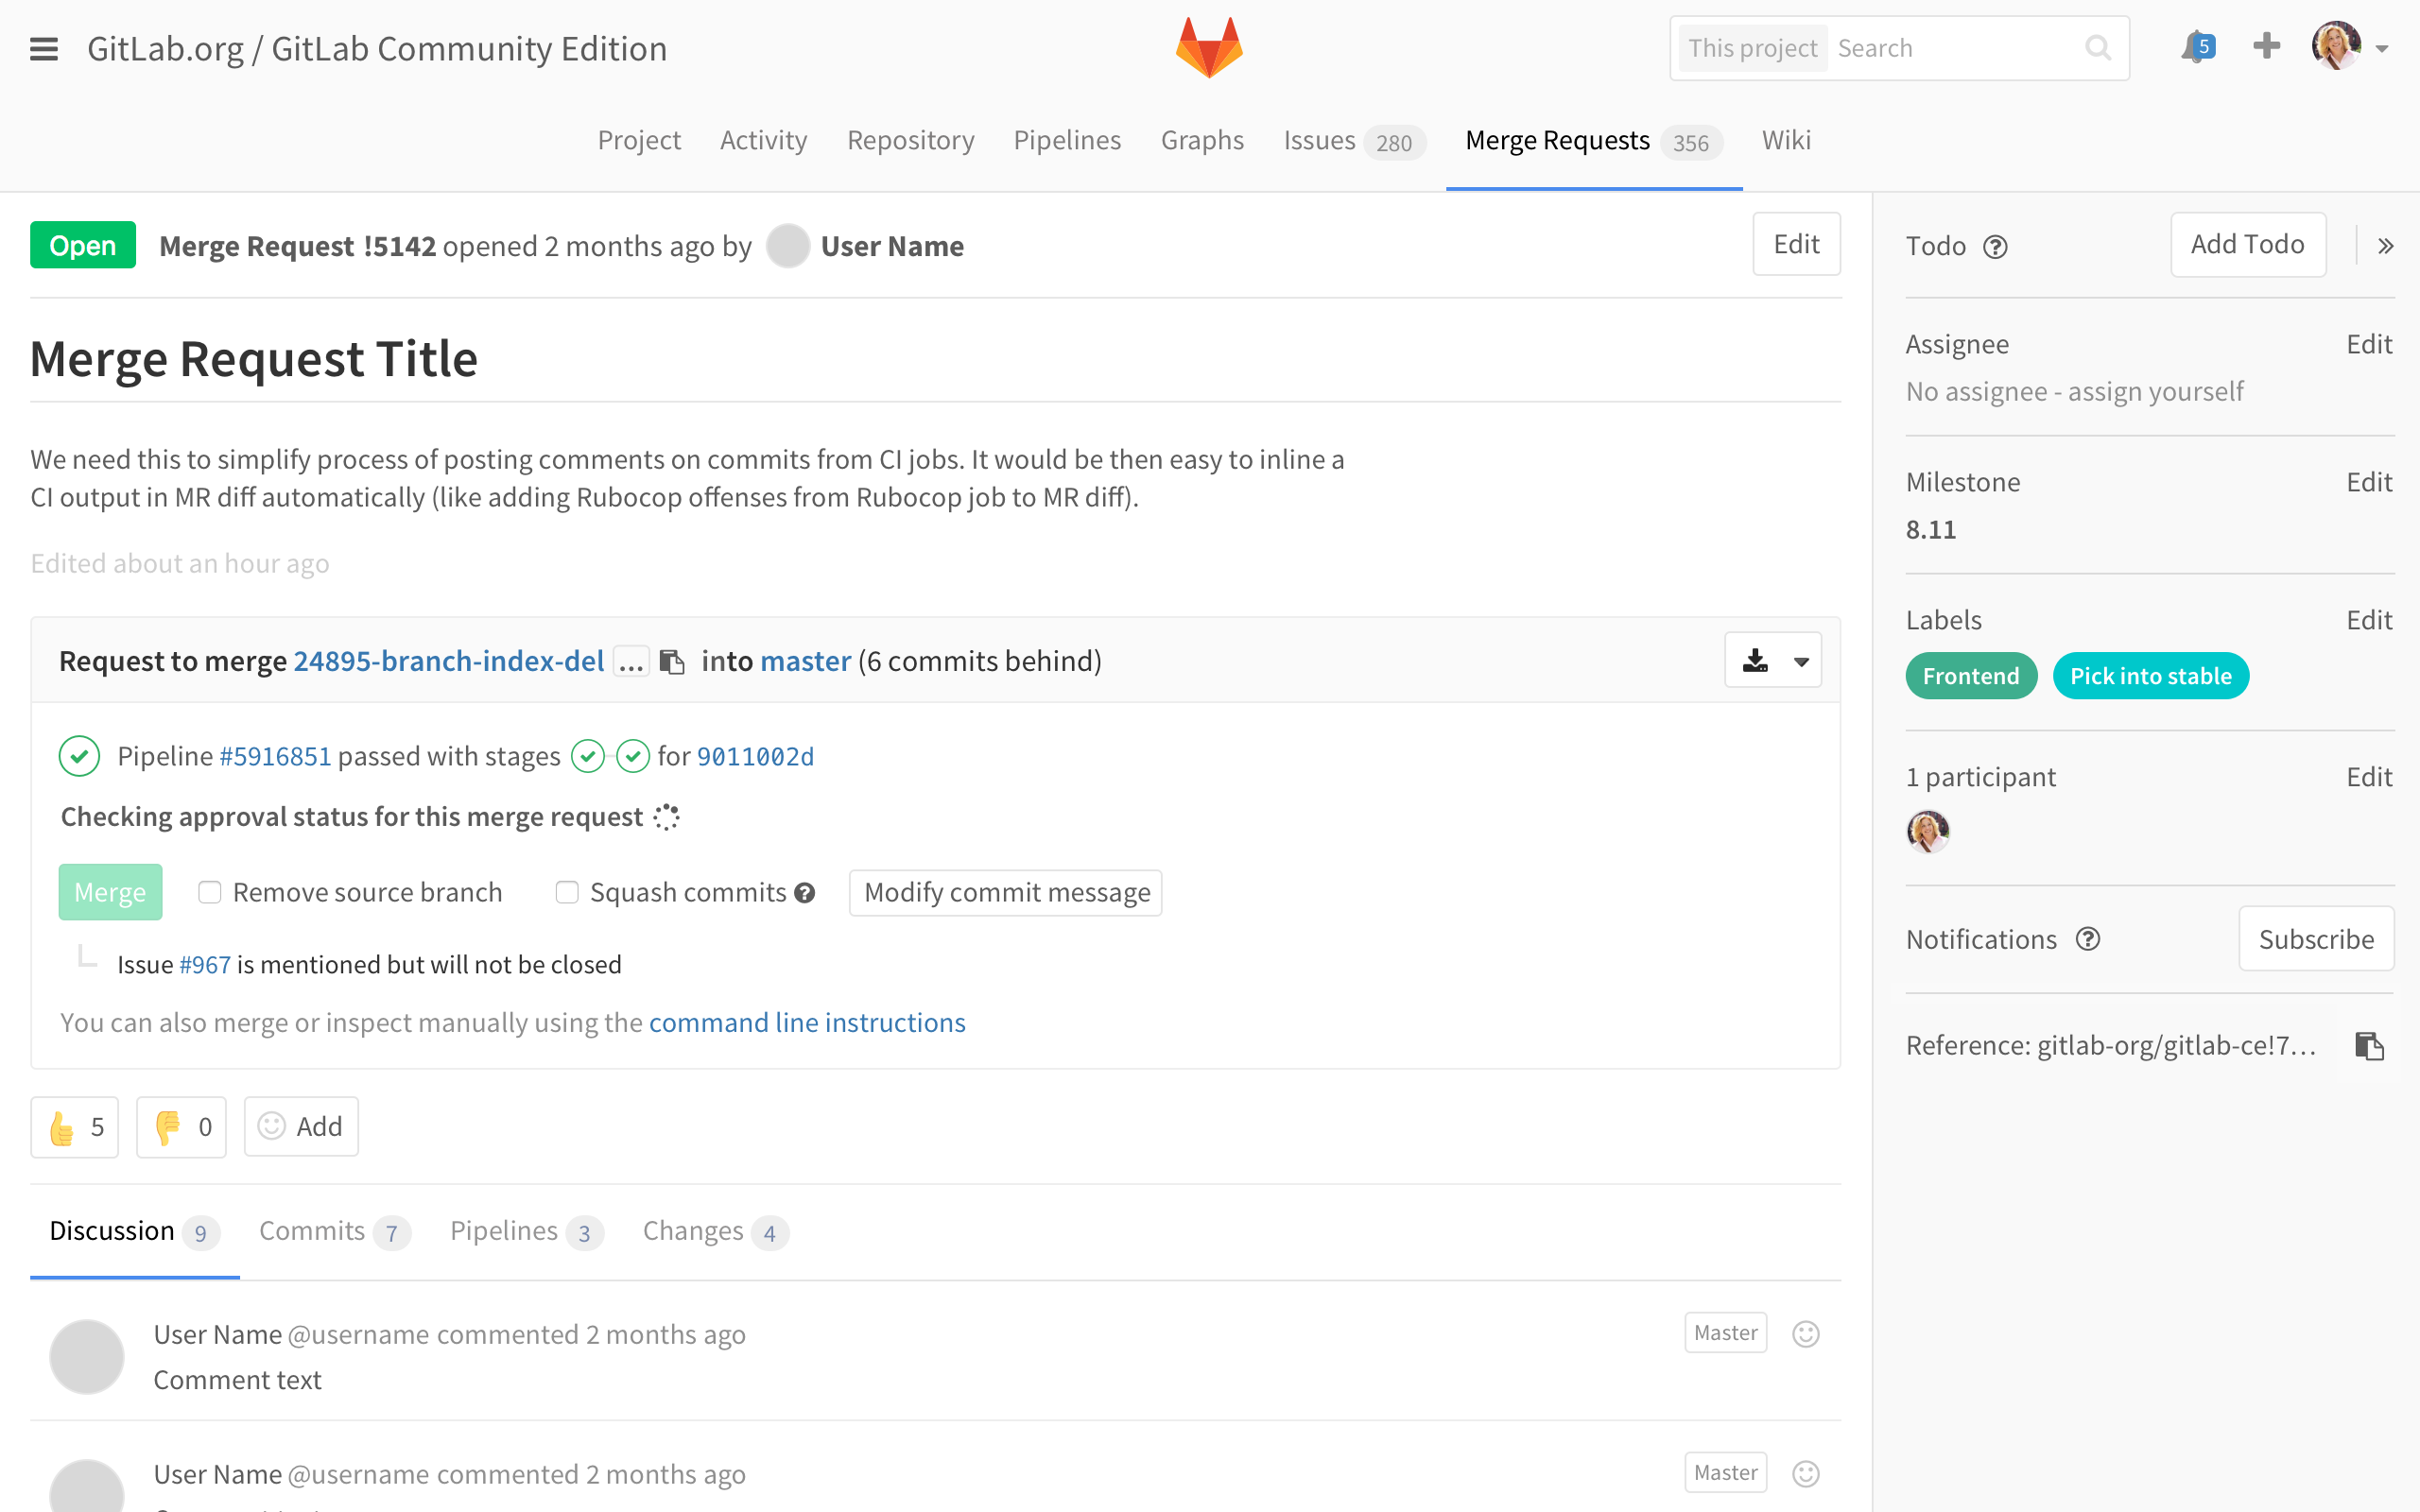 GitLab.org / GitLab Community Edition
This project Search
5
Project Activity Repository Pipelines Graphs Issues 280 Merge Requests 356 Wiki
Open Merge Request !5142 opened 2 months ago by User Name Edit
Merge Request Title
We need this to simplify process of posting comments on commits from CI jobs. It would be then easy to inline a
CI output in MR diff automatically (like adding Rubocop offenses from Rubocop job to MR diff).
Edited about an hour ago
Request to merge 24895-branch-index-del ... into master (6 commits behind)
Pipeline #5916851 passed with stages for 9011002d
Checking approval status for this merge request
Merge Remove source branch Squash commits Modify commit message
Issue #967 is mentioned but will not be closed
You can also merge or inspect manually using the command line instructions
5 0 Add
Discussion 9 Commits 7 Pipelines 3 Changes 4
User Name @username commented 2 months ago Master
Comment text
User Name @username commented 2 months ago Master
Todo ? Add Todo »
Assignee Edit
No assignee - assign yourself
Milestone Edit
8.11
Labels Edit
Frontend Pick into stable
1 participant Edit
Notifications ? Subscribe
Reference: gitlab-org/gitlab-ce!7...